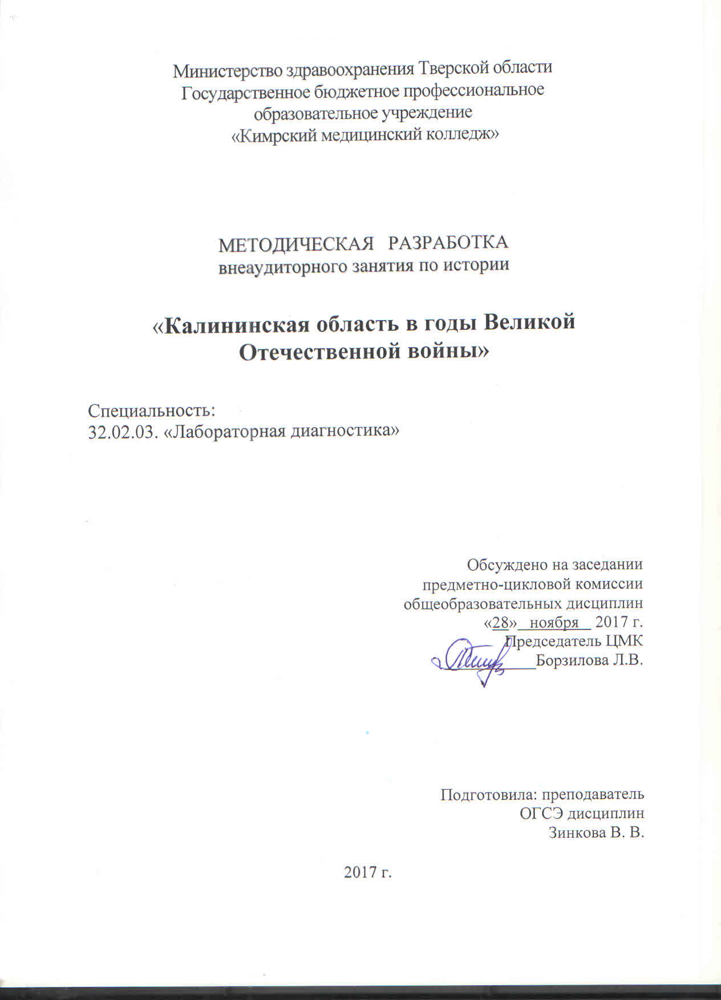 Министерство здравоохранения Тверской области
Государственное бюджетное профессиональное
образовательное учреждение
«Кимрский медицинский колледж»
МЕТОДИЧЕСКАЯ РАЗРАБОТКА
внеаудиторного занятия по истории
«Калининская область в годы Великой
Отечественной войны»
Специальность:
32.02.03. «Лабораторная диагностика»
Обсуждено на заседании
предметно-цикловой комиссии
общеобразовательных дисциплин
«28» ноября 2017 г.
Председатель ЦМК
Борзилова Л.В.
Подготовила: преподаватель
ОГСЭ дисциплин
Зинкова В. В.
2017 г.